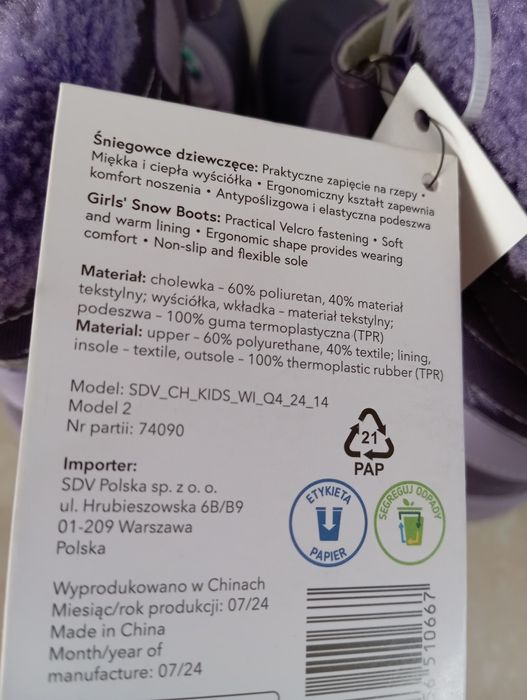 Śniegowce dziewczęce: Praktyczne zapięcie na rzepy •
Miękka i ciepła wyściółka • Ergonomiczny kształt zapewnia
komfort noszenia • Antypoślizgowa i elastyczna podeszwa
Girls' Snow Boots: Practical Velcro fastening • Soft
and warm lining • Ergonomic shape provides wearing
comfort • Non-slip and flexible sole
Materiał: cholewka – 60% poliuretan, 40% materiał
tekstylny; wyściółka, wkładka – materiał tekstylny;
podeszwa – 100% guma termoplastyczna (TPR)
Material: upper – 60% polyurethane, 40% textile; lining,
insole – textile, outsole – 100% thermoplastic rubber (TPR)
Model: SDV_CH_KIDS_WI_Q4_24_14
Model 2
Nr partii: 74090
21
PAP
Importer:
SDV Polska sp. z o. o.
ul. Hrubieszowska 6B/B9
01-209 Warszawa
Polska
ETYKIETA
PAPIER
SEGREGUJ ODPADY
Wyprodukowano w Chinach
Miesiąc/rok produkcji: 07/24
Made in China
Month/year of
manufacture: 07/24
510667